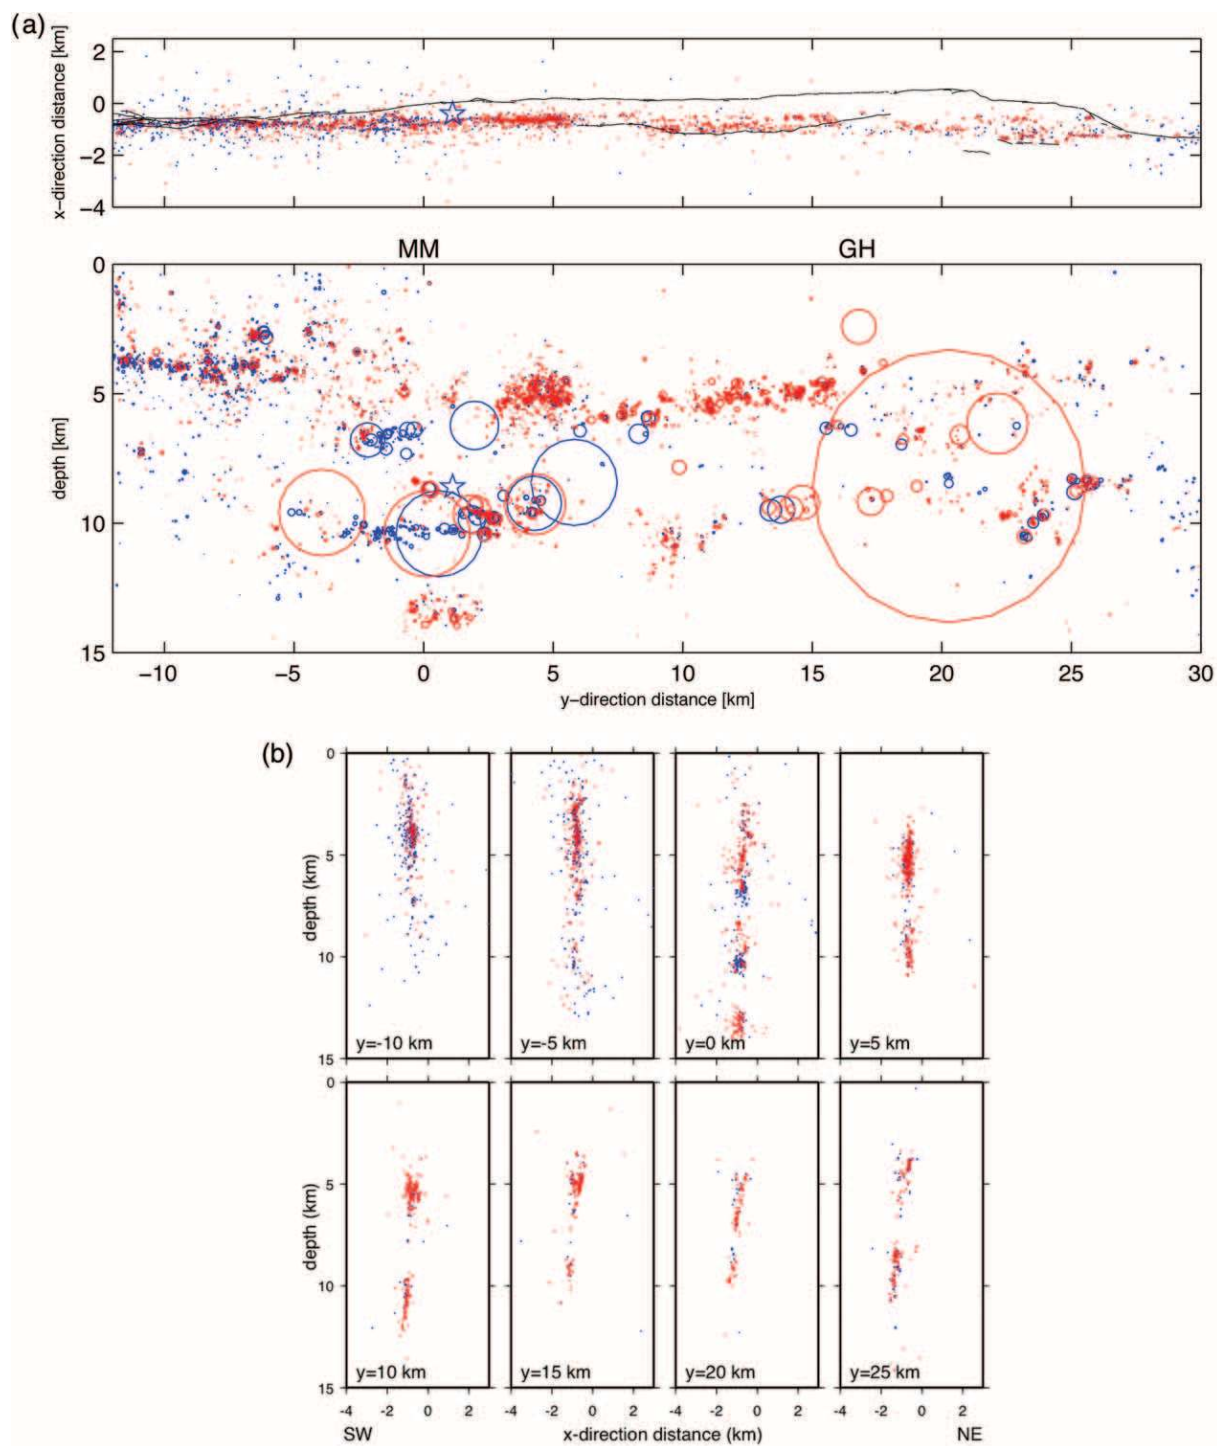 (a)
x-direction distance [km]
2
0
−2
−4
MM GH
depth [km]
0
5
10
15
−10 −5 0 5 10 15 20 25 30
y-direction distance [km]
(b)
depth (km)
0
5
10
15
y=-10 km y=-5 km y=0 km y=5 km
depth (km)
0
5
10
15
y=10 km y=15 km y=20 km y=25 km
-4 -2 0 2 -4 -2 0 2 -4 -2 0 2 -4 -2 0 2
SW x-direction distance (km) NE